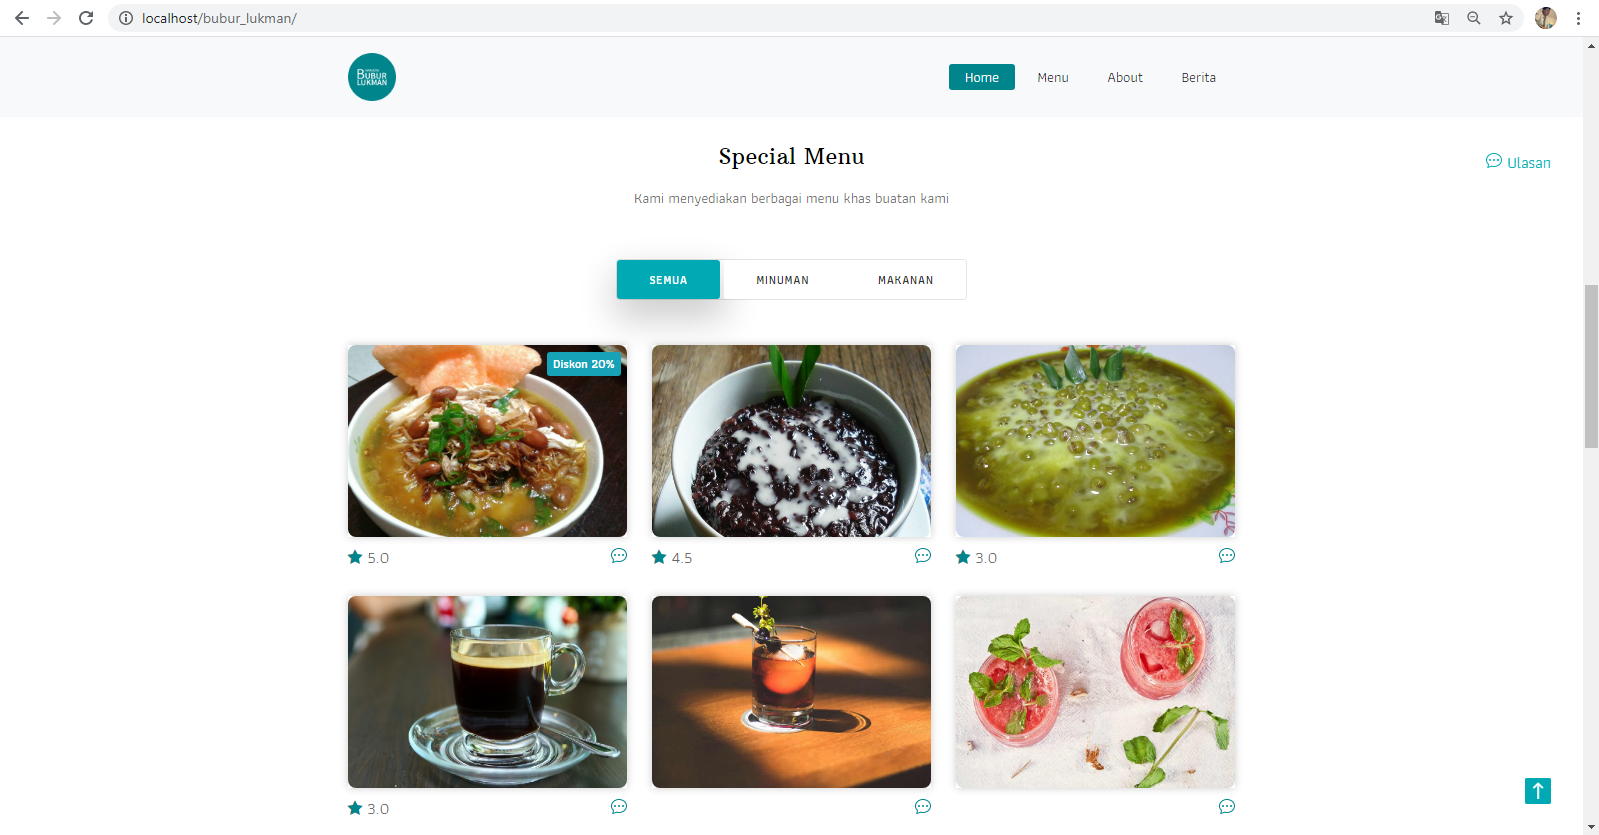 localhost/bubur_lukman/
BUBUR
LUKMAN
Home Menu About Berita
Special Menu
Ulasan
Kami menyediakan berbagai menu khas buatan kami
SEMUA MINUMAN MAKANAN
Diskon 20%
5.0 4.5 3.0
3.0